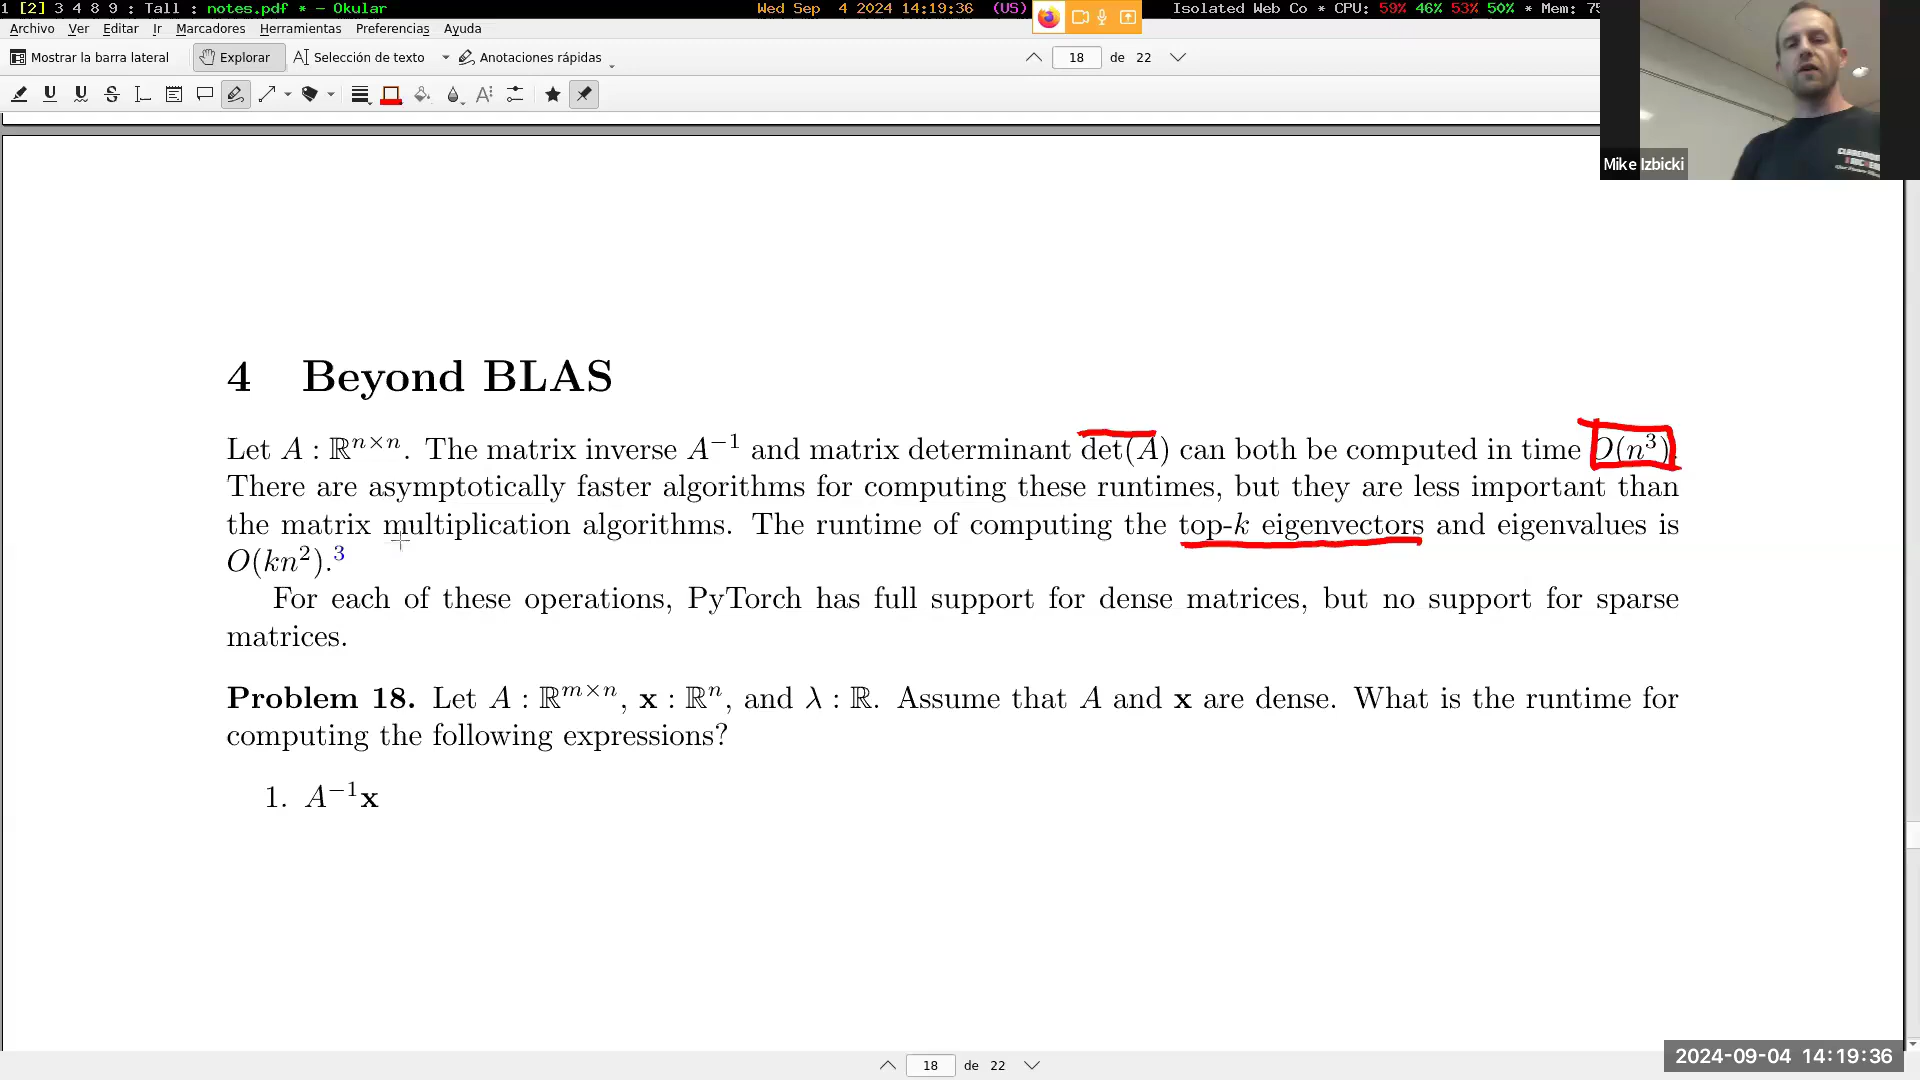 1 [2] 3 4 8 9 : Tall : notes.pdf * - Okular Wed Sep 4 2024 14:19:36 (US) Isolated Web Co * CPU: 59% 46% 53% 50% * Mem: 75
Archivo Ver Editar Ir Marcadores Herramientas Preferencias Ayuda
Mostrar la barra lateral Explorar Selección de texto Anotaciones rápidas 18 de 22
Mike Izbicki
4 Beyond BLAS
Let A : ℝⁿˣⁿ. The matrix inverse A⁻¹ and matrix determinant det(A) can both be computed in time O(n³).
There are asymptotically faster algorithms for computing these runtimes, but they are less important than
the matrix multiplication algorithms. The runtime of computing the top-k eigenvectors and eigenvalues is
O(kn²).³
For each of these operations, PyTorch has full support for dense matrices, but no support for sparse
matrices.
Problem 18. Let A : ℝᵐˣⁿ, x : ℝⁿ, and λ : ℝ. Assume that A and x are dense. What is the runtime for
computing the following expressions?
1. A⁻¹x
18 de 22
2024-09-04 14:19:36